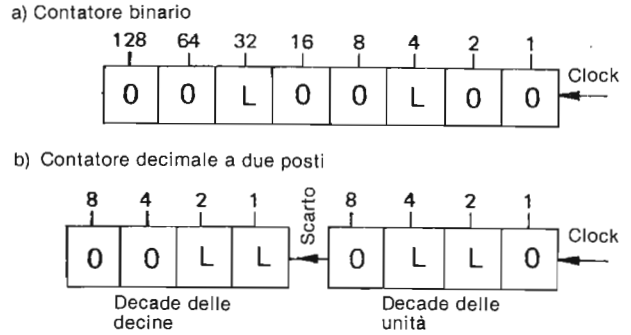 a) Contatore binario
128 64 32 16 8 4 2 1
0 0 L 0 0 L 0 0
Clock
b) Contatore decimale a due posti
8 4 2 1 Scarto 8 4 2 1
0 0 L L 0 L L 0
Clock
Decade delle
decine
Decade delle
unità